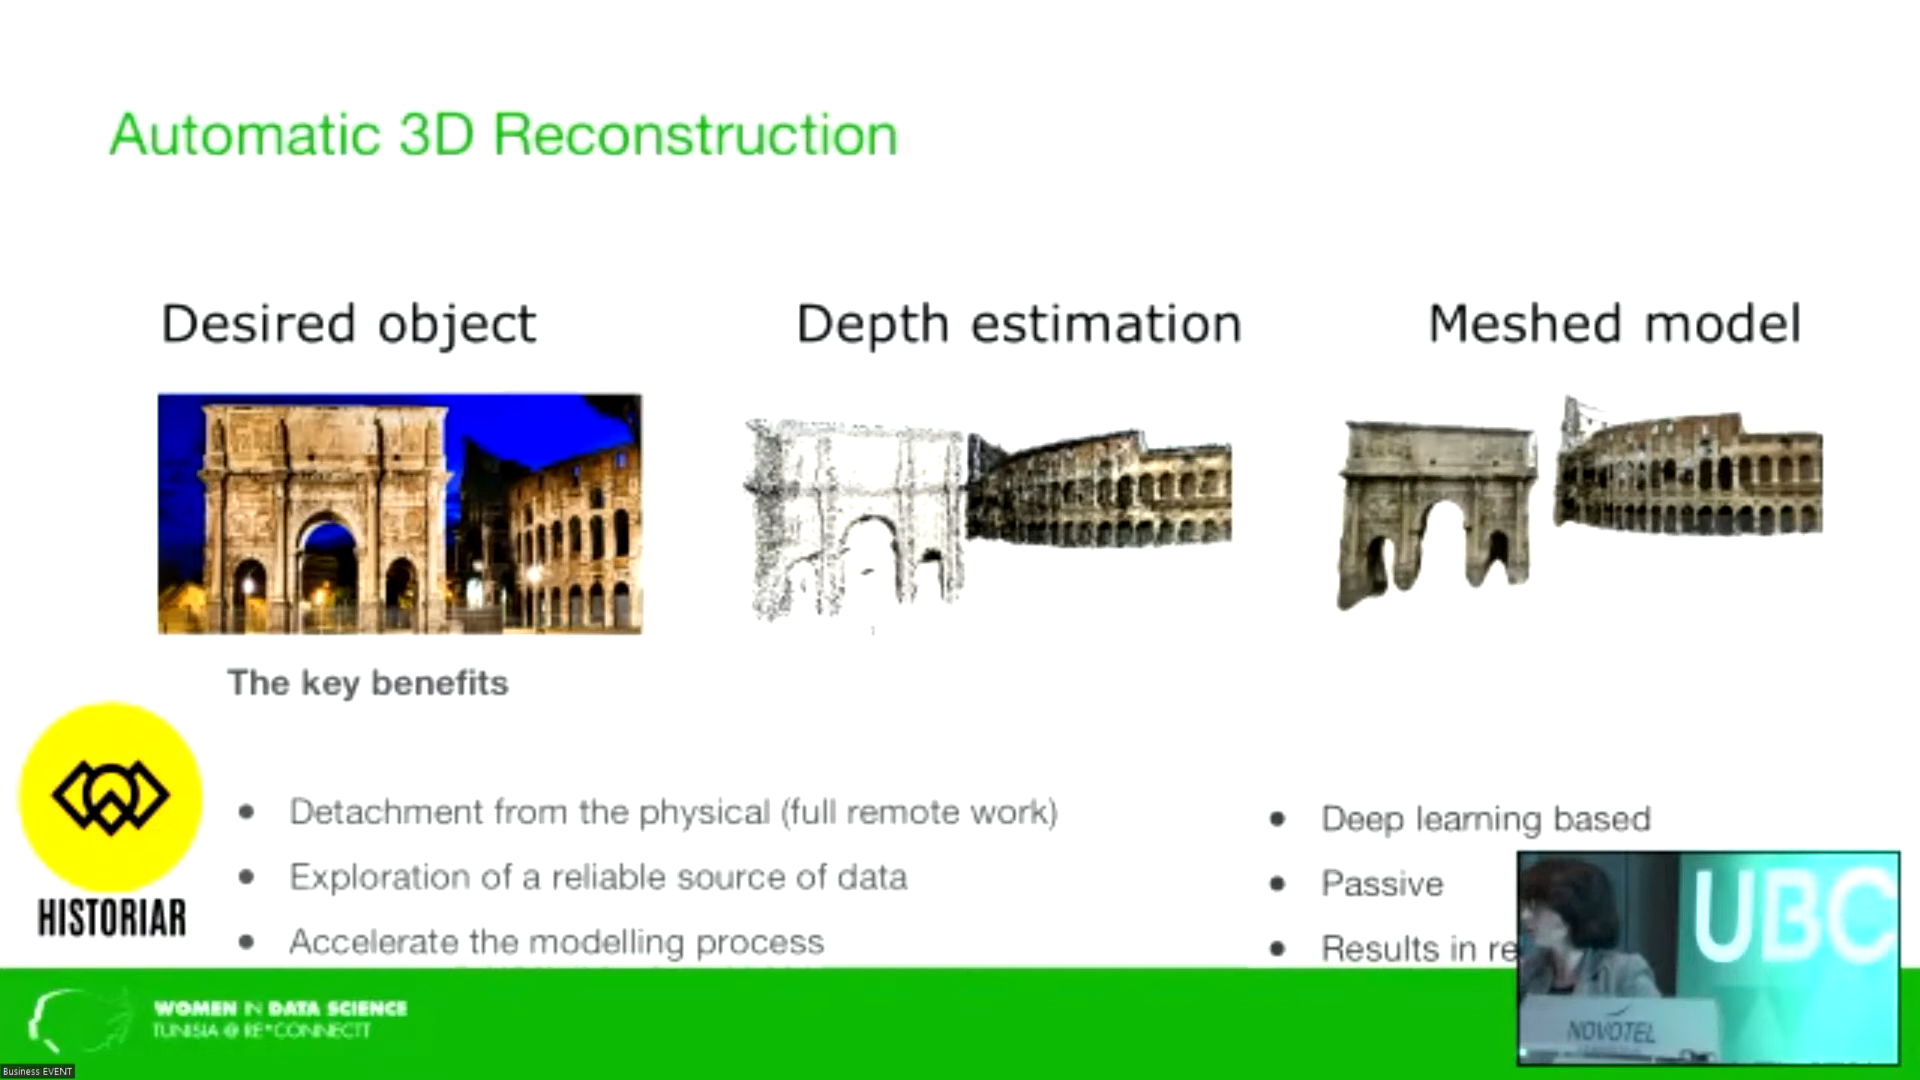 Automatic 3D Reconstruction
Desired object
Depth estimation
Meshed model
The key benefits
Detachment from the physical (full remote work)
Exploration of a reliable source of data
Accelerate the modelling process
Deep learning based
Passive
Results in
HISTORIAR
WOMEN IN DATA SCIENCE
TUNISIA @ RE*CONNECTT
UBC
NOVOTEL
Business EVENT